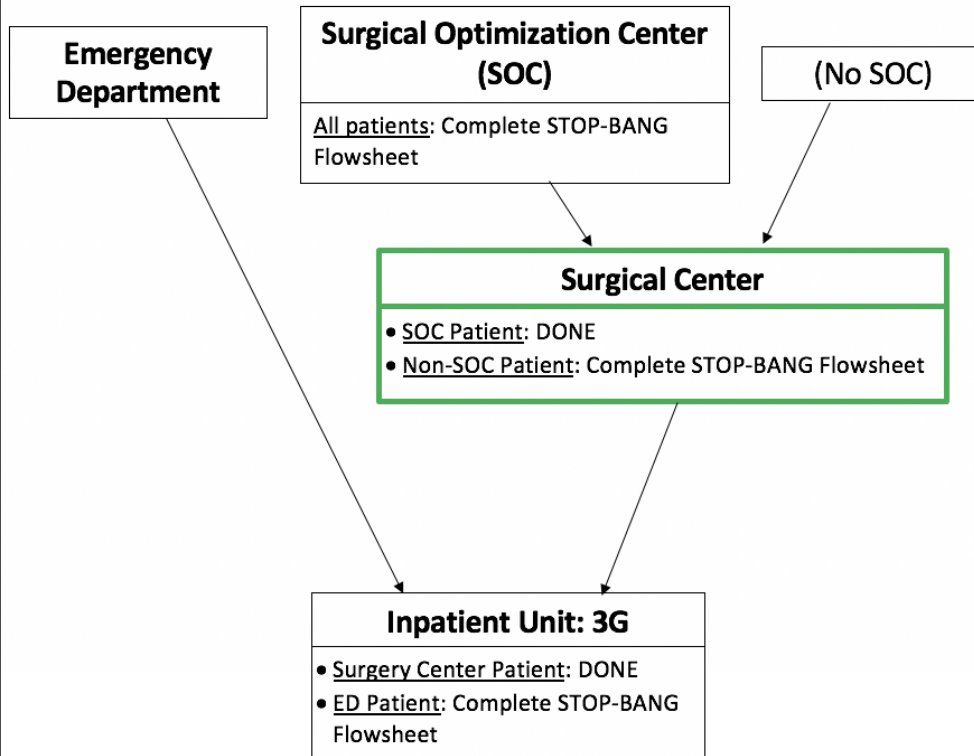 Emergency
Department
Surgical Optimization Center
(SOC)
All patients: Complete STOP-BANG
Flowsheet
(No SOC)
Surgical Center
• SOC Patient: DONE
• Non-SOC Patient: Complete STOP-BANG Flowsheet
Inpatient Unit: 3G
• Surgery Center Patient: DONE
• ED Patient: Complete STOP-BANG
Flowsheet